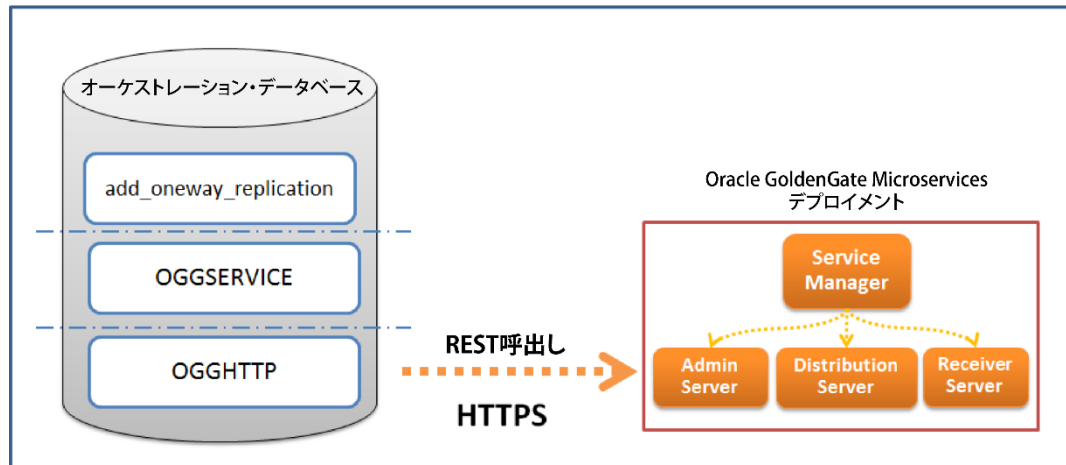 オーケストレーション・データベース
add_oneway_replication
OGGSERVICE
OGGHTTP
REST呼出し
HTTPS
Oracle GoldenGate Microservices
デプロイメント
Service
Manager
Admin
Server
Distribution
Server
Receiver
Server